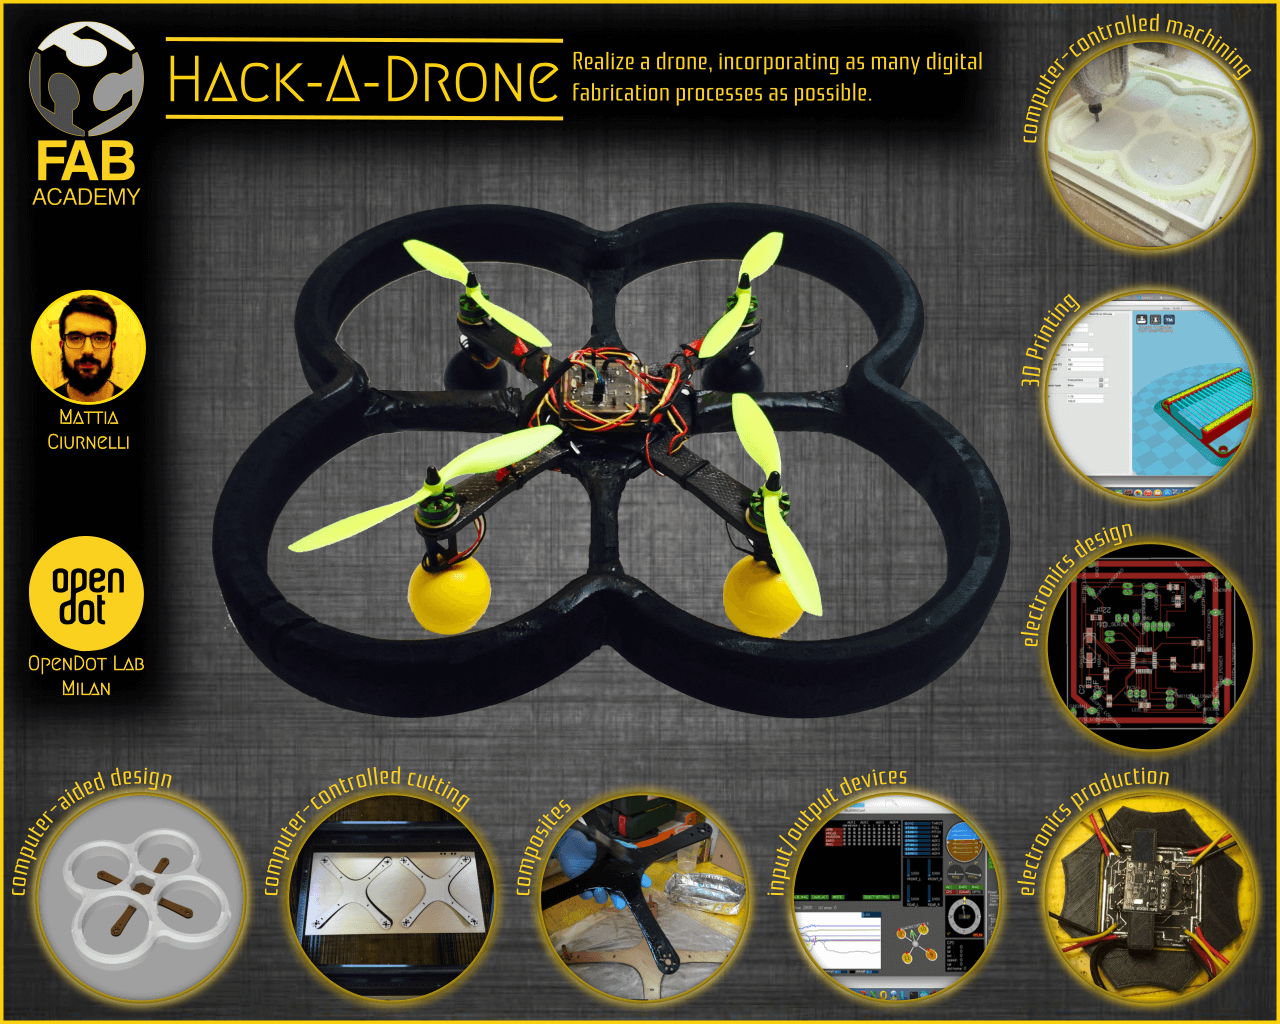 HACK-A-DRONE
Realize a drone, incorporating as many digital
Fabrication processes as possible.
FAB
ACADEMY
MATTIA
CIURNELLI
open
dot
OPENDOT LAB
MILAN
computer-controlled machining
3D Printing
electronics design
computer-aided design
computer-controlled cutting
composites
input/output devices
electronics production